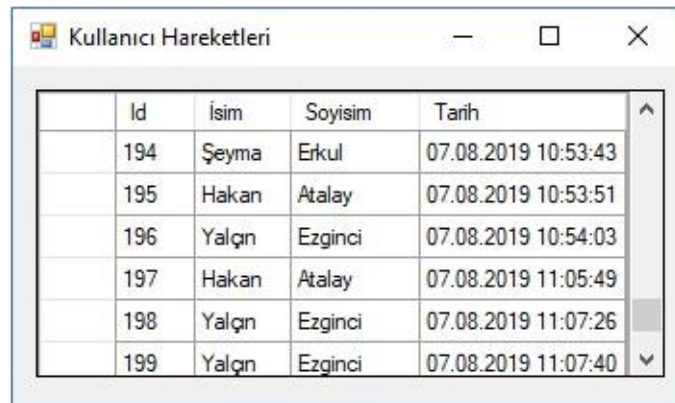 Kullanıcı Hareketleri
Id İsim Soyisim Tarih
194 Şeyma Erkul 07.08.2019 10:53:43
195 Hakan Atalay 07.08.2019 10:53:51
196 Yalçın Ezginci 07.08.2019 10:54:03
197 Hakan Atalay 07.08.2019 11:05:49
198 Yalçın Ezginci 07.08.2019 11:07:26
199 Yalçın Ezginci 07.08.2019 11:07:40